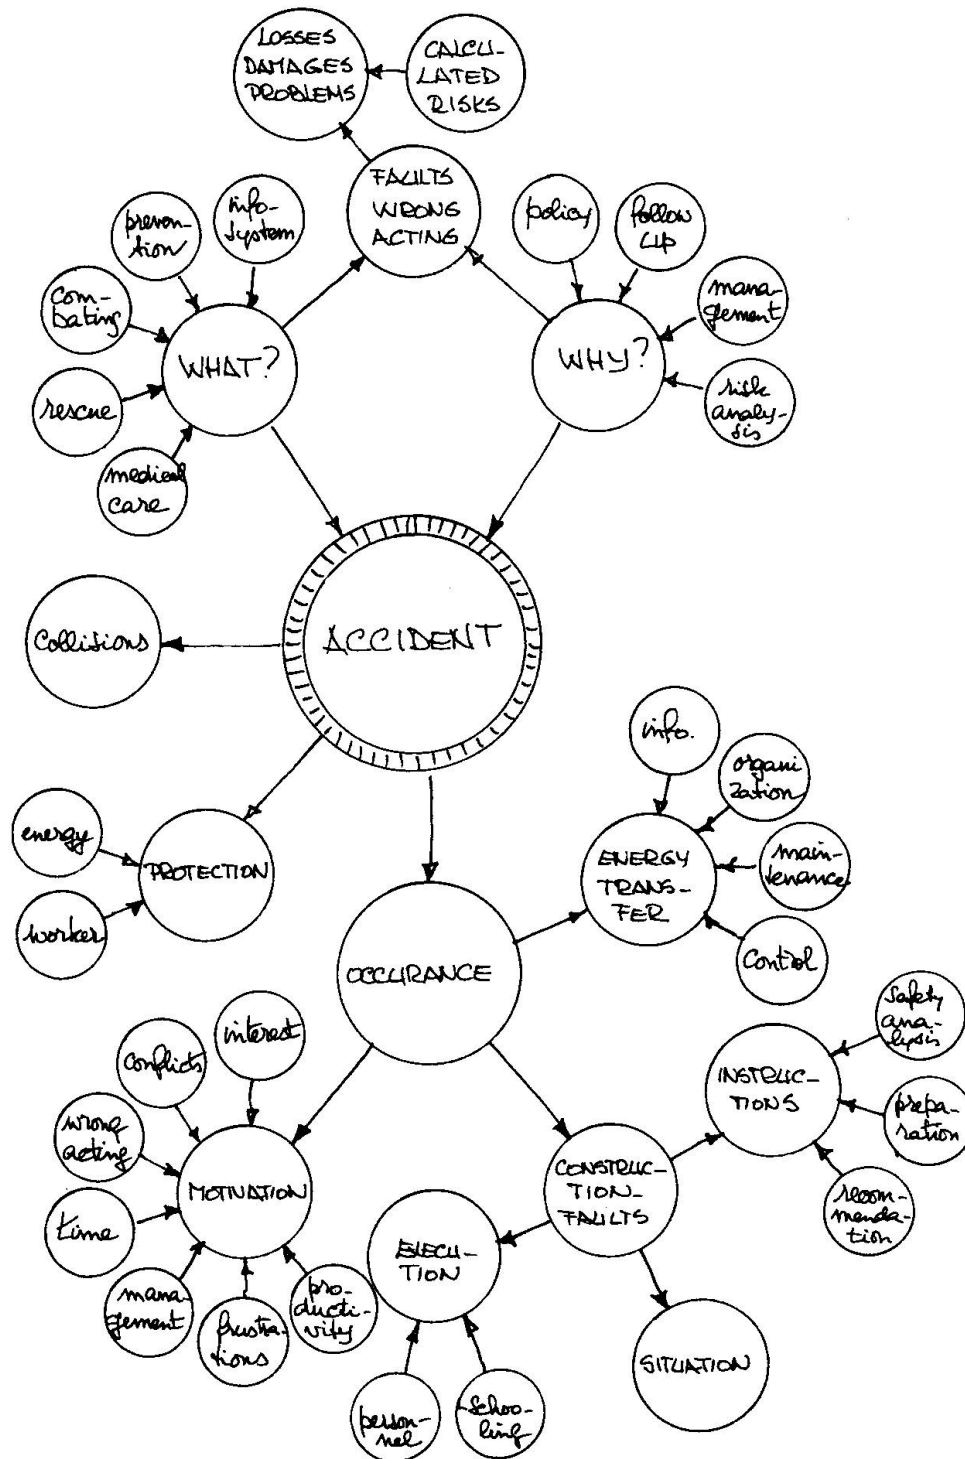 LOSSES
DAMAGES
PROBLEMS
CALCU-
LATED
RISKS
FAULTS
WRONG
ACTING
preven-
tion
info-
system
com-
bating
rescue
medical
care
WHAT?
policy
follow
up
mana-
gement
risk
analy-
sis
WHY?
ACCIDENT
Collisions
energy
worker
PROTECTION
info.
organi
zation
main-
tenance
Control
ENERGY
TRANS-
FER
OCCURANCE
interest
conflicts
wrong
acting
time
mana-
gement
frustra-
tions
pro-
ducti-
vity
MOTIVATION
CONSTRUC-
TION-
FAULTS
INSTRUC-
TIONS
safety
ana-
lysis
prepa-
ration
recom-
menda-
tion
TION
person-
nel
schoo-
ling
SITUATION